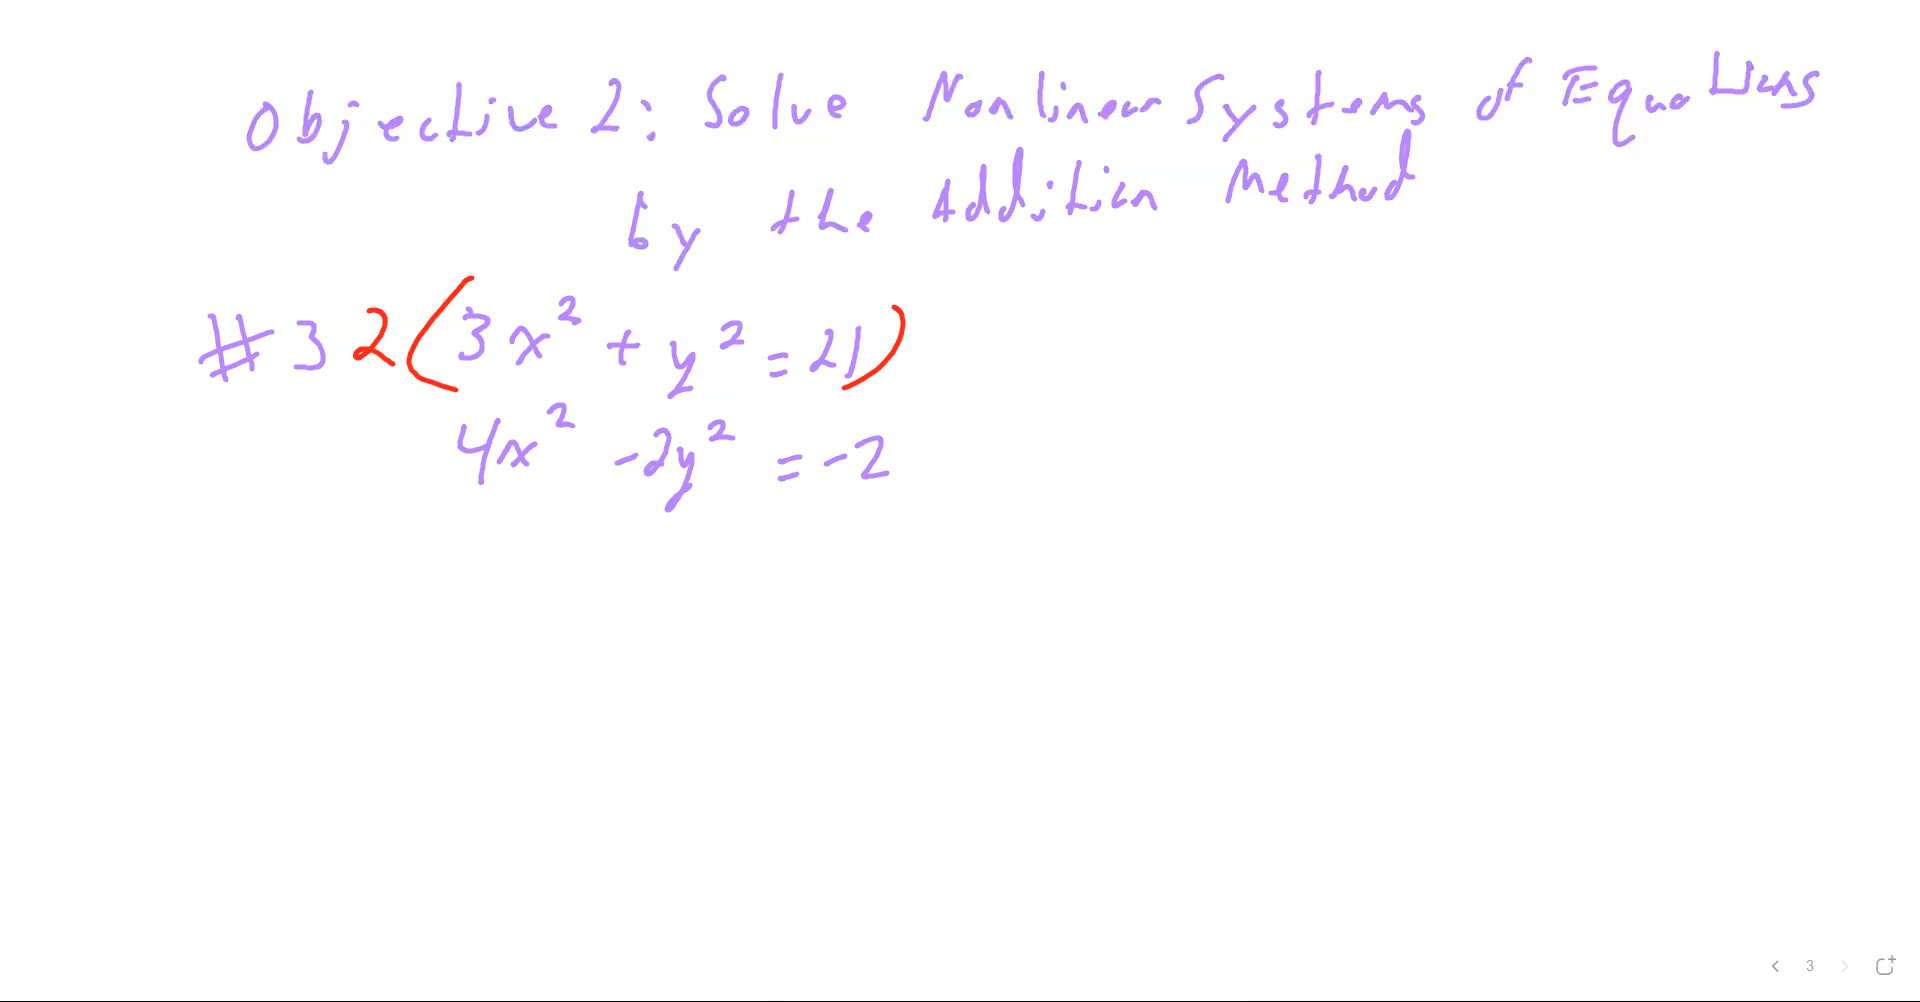 Objective 2: Solve Nonlinear Systems of Equations
by the Addition Method
#3 2(3x² + y² = 21)
4x² -2y² = -2
3